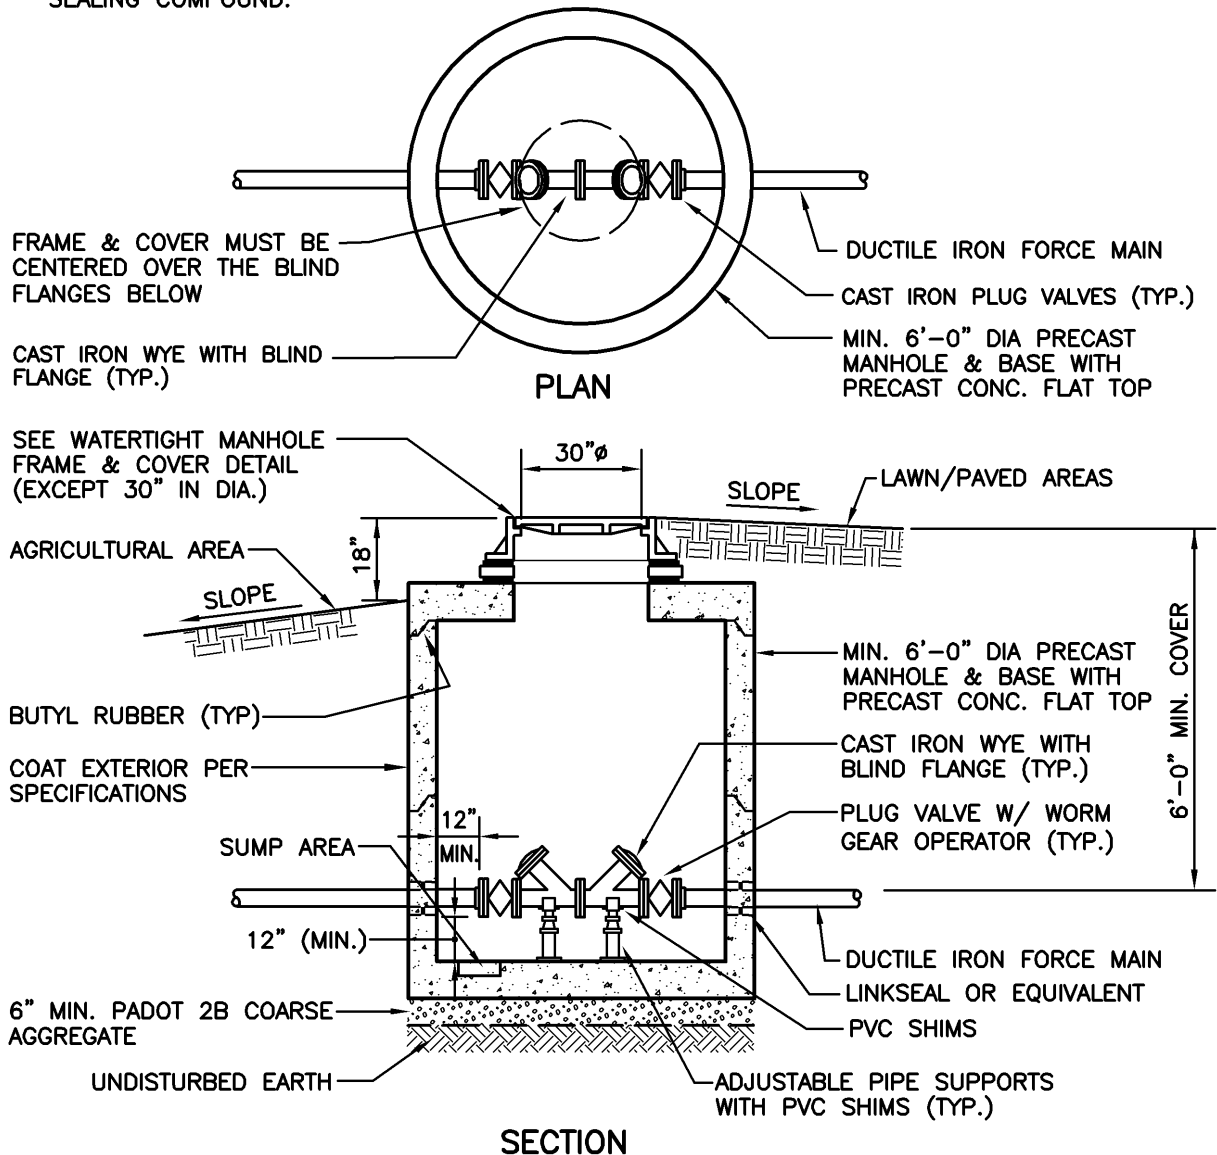 SEALING COMPOUND.
FRAME & COVER MUST BE
CENTERED OVER THE BLIND
FLANGES BELOW
CAST IRON WYE WITH BLIND
FLANGE (TYP.)
DUCTILE IRON FORCE MAIN
CAST IRON PLUG VALVES (TYP.)
MIN. 6'-0" DIA PRECAST
MANHOLE & BASE WITH
PRECAST CONC. FLAT TOP
PLAN
SEE WATERTIGHT MANHOLE
FRAME & COVER DETAIL
(EXCEPT 30" IN DIA.)
30"ø
SLOPE
LAWN/PAVED AREAS
AGRICULTURAL AREA
18"
SLOPE
6'-0" MIN. COVER
MIN. 6'-0" DIA PRECAST
MANHOLE & BASE WITH
PRECAST CONC. FLAT TOP
BUTYL RUBBER (TYP)
CAST IRON WYE WITH
BLIND FLANGE (TYP.)
COAT EXTERIOR PER
SPECIFICATIONS
PLUG VALVE W/ WORM
GEAR OPERATOR (TYP.)
12"
MIN.
SUMP AREA
12" (MIN.)
DUCTILE IRON FORCE MAIN
LINKSEAL OR EQUIVALENT
PVC SHIMS
6" MIN. PADOT 2B COARSE
AGGREGATE
UNDISTURBED EARTH
ADJUSTABLE PIPE SUPPORTS
WITH PVC SHIMS (TYP.)
SECTION